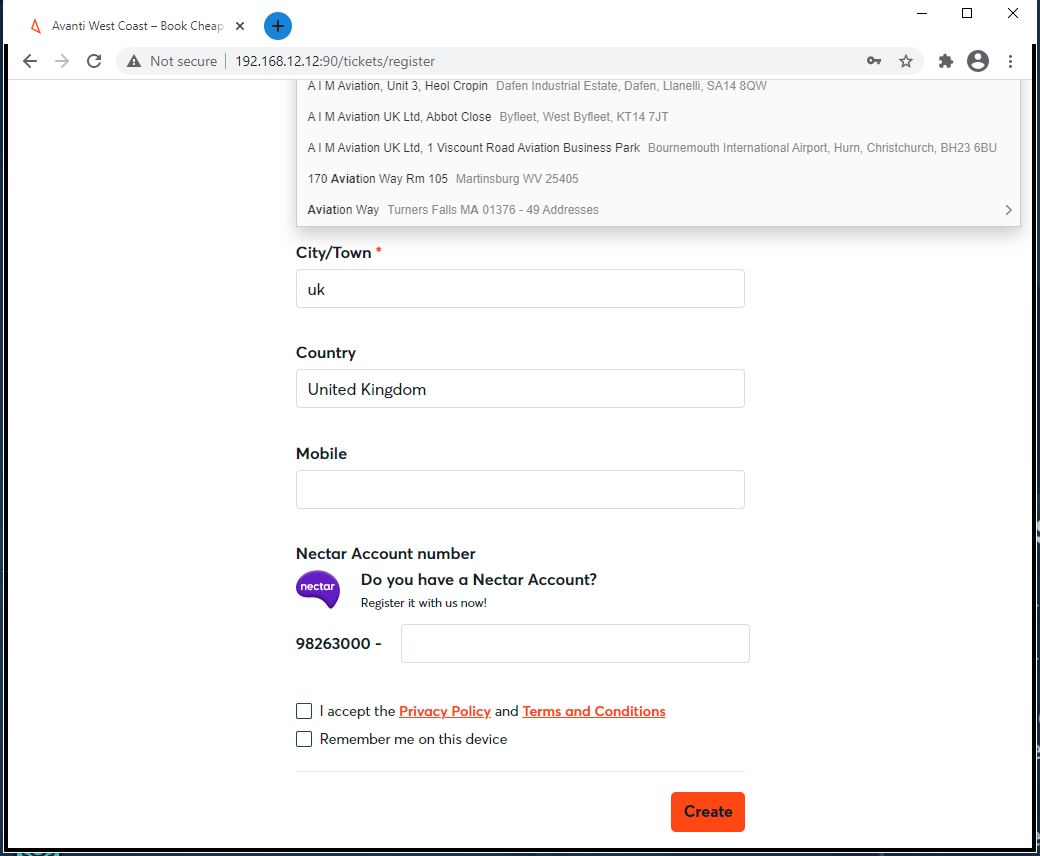 Avanti West Coast – Book Cheap
Not secure
192.168.12.12:90/tickets/register
A I M Aviation, Unit 3, Heol Cropin Dafen Industrial Estate, Dafen, Llanelli, SA14 8QW
A I M Aviation UK Ltd, Abbot Close Byfleet, West Byfleet, KT14 7JT
A I M Aviation UK Ltd, 1 Viscount Road Aviation Business Park Bournemouth International Airport, Hurn, Christchurch, BH23 6BU
170 Aviation Way Rm 105 Martinsburg WV 25405
Aviation Way Turners Falls MA 01376 - 49 Addresses
City/Town *
uk
Country
United Kingdom
Mobile
Nectar Account number
nectar
Do you have a Nectar Account?
Register it with us now!
98263000 -
I accept the Privacy Policy and Terms and Conditions
Remember me on this device
Create